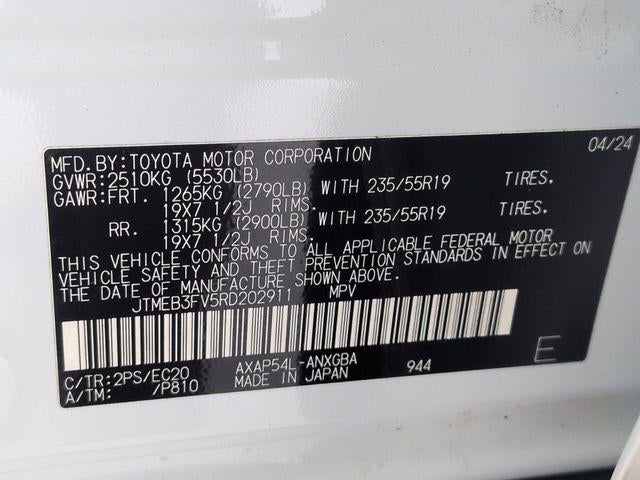 MFD.BY:TOYOTA MOTOR CORPORATION 04/24
GVWR:2510KG (5530LB)
GAWR:FRT. 1265KG (2790LB) WITH 235/55R19 TIRES.
19X7 1/2J RIMS.
RR. 1315KG (2900LB) WITH 235/55R19 TIRES.
19X7 1/2J RIMS.
THIS VEHICLE CONFORMS TO ALL APPLICABLE FEDERAL MOTOR
VEHICLE SAFETY AND THEFT PREVENTION STANDARDS IN EFFECT ON
THE DATE OF MANUFACTURE SHOWN ABOVE.
JTMEB3FV5RD202911 MPV
E
C/TR:2PS/EC20 AXAP54L-ANXGBA 944
A/TM: /P810 MADE IN JAPAN